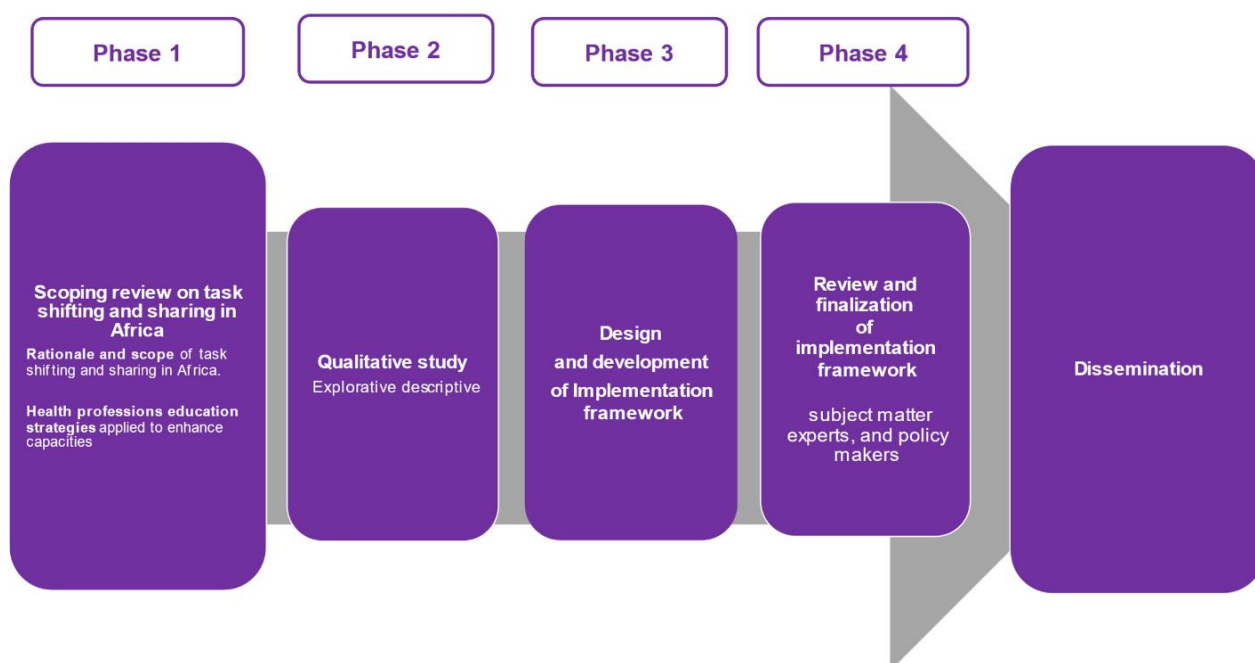 Phase 1
Phase 2
Phase 3
Phase 4
Scoping review on task
shifting and sharing in
Africa
Rationale and scope of task
shifting and sharing in Africa.
Health professions education
strategies applied to enhance
capacities
Qualitative study
Explorative descriptive
Design
and development
of Implementation
framework
Review and
finalization
of
implementation
framework
subject matter
experts, and policy
makers
Dissemination